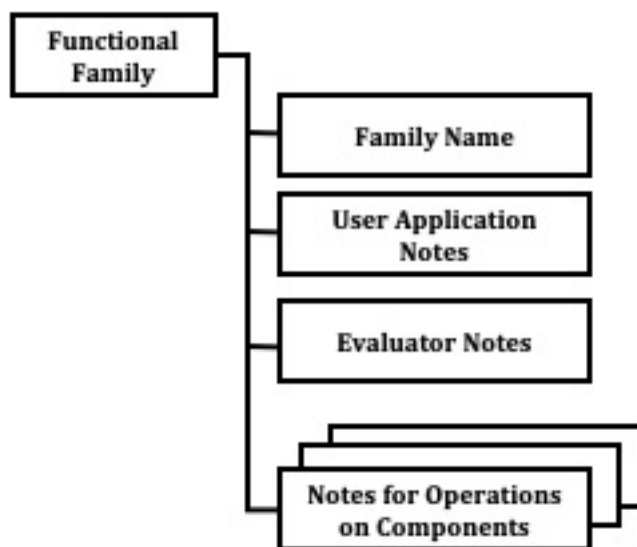 Functional
Family
Family Name
User Application
Notes
Evaluator Notes
Notes for Operations
on Components